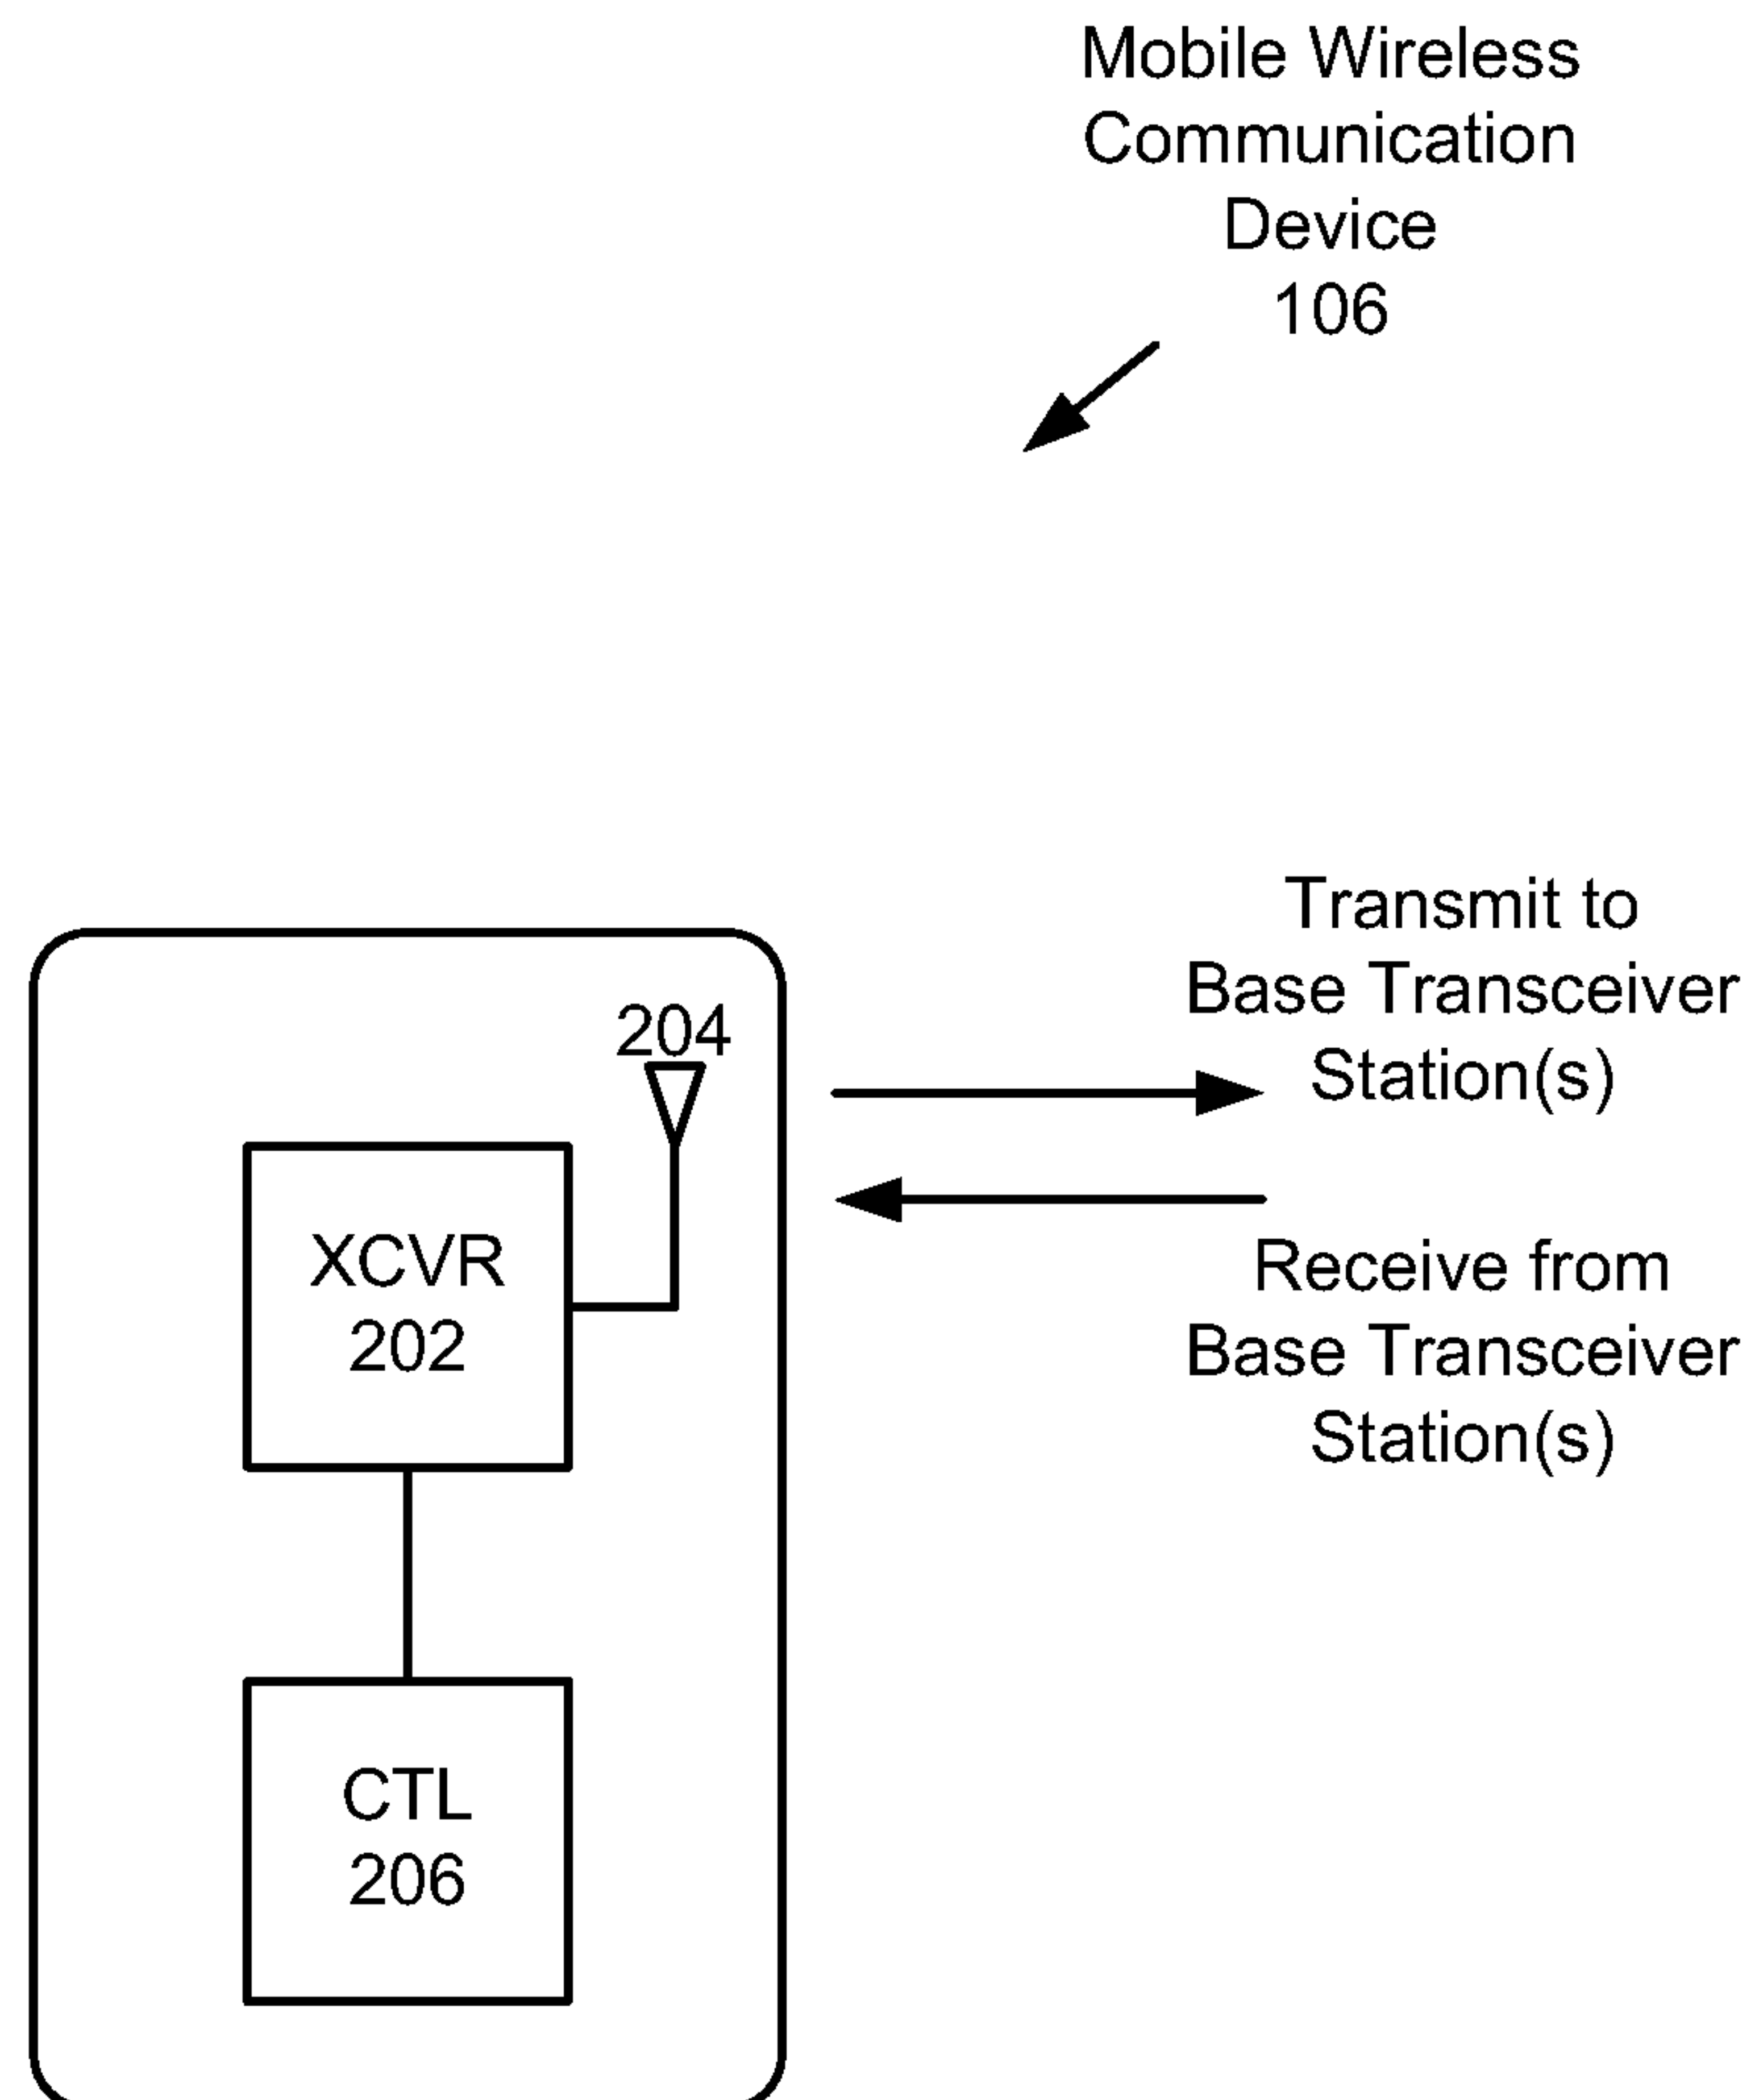 Mobile Wireless
Communication
Device
106
Transmit to
Base Transceiver
Station(s)
204
XCVR
202
Receive from
Base Transceiver
Station(s)
CTL
206